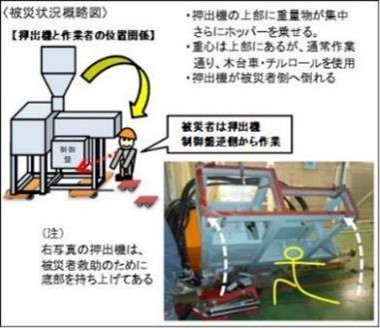 〈被災状況概略図〉
【押出機と作業者の位置関係】
・押出機の上部に重量物が集中
さらにホッパーを乗せる。
・重心は上部にあるが、通常作業
通り、木台車・チルロールを使用
・押出機が被災者側へ倒れる
制御
盤
被災者は押出機
制御盤逆側から作業
(注)
右写真の押出機は、
被災者救助のために
底部を持ち上げてある